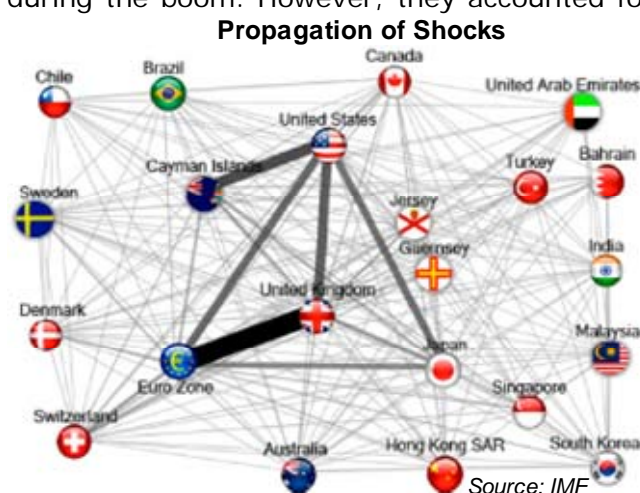 during the boom. However, they accounted fo
Propagation of Shocks
Canada
Brazil
Chile
United Arab Emirates
United States
Cayman Islands
Turkey
Bahrain
Sweden
Jersey
Guernsey
India
United Kingdom
Denmark
Malaysia
Japan
Euro Zone
Singapore
Switzerland
Australia
Hong Kong SAR
South Korea
Source: IMF